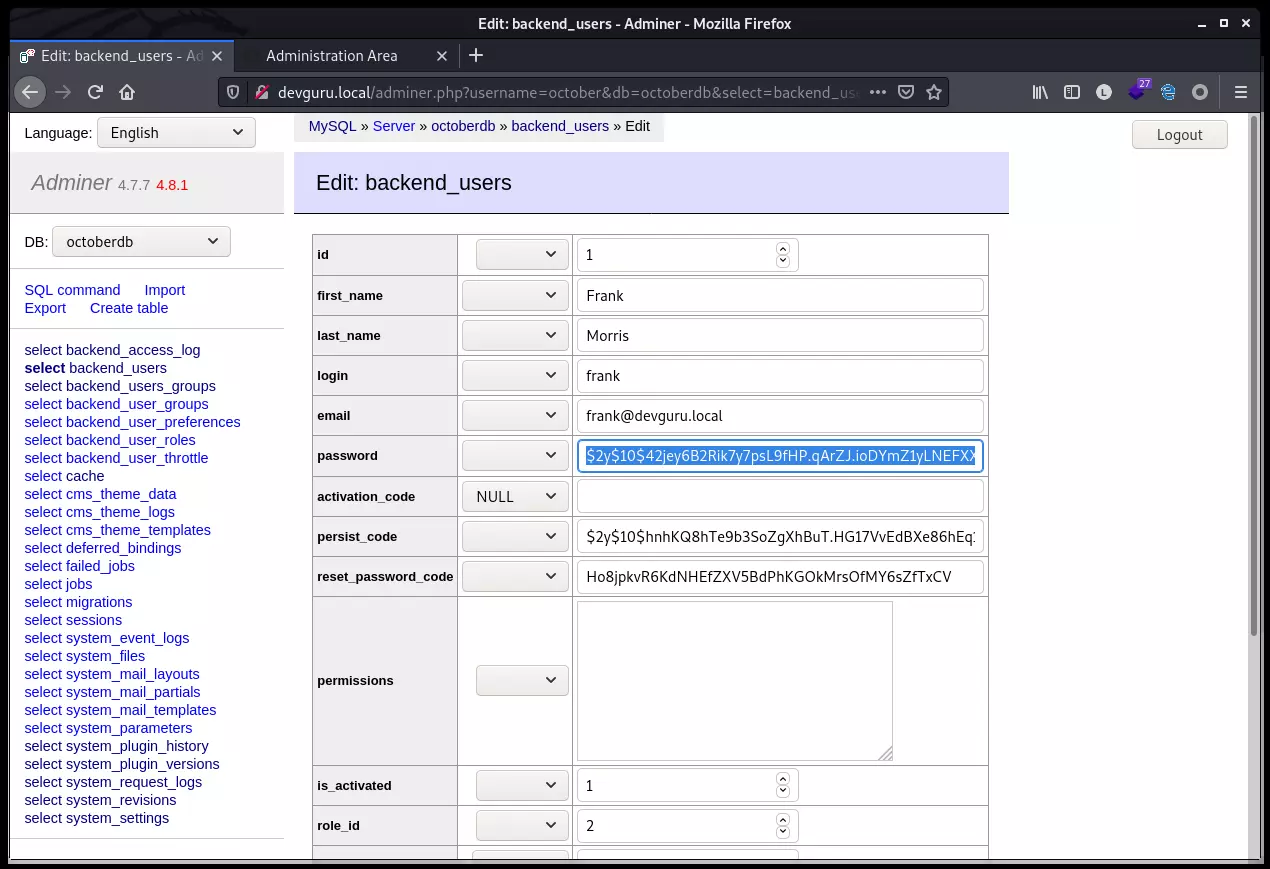 Edit: backend_users - Adminer - Mozilla Firefox
Edit: backend_users - Ad
Administration Area
devguru.local/adminer.php?username=october&db=octoberdb&select=backend_us
27
Language: English
MySQL » Server » octoberdb » backend_users » Edit
Logout
Adminer 4.7.7 4.8.1
Edit: backend_users
DB: octoberdb
SQL command Import
Export Create table
select backend_access_log
select backend_users
select backend_users_groups
select backend_user_groups
select backend_user_preferences
select backend_user_roles
select backend_user_throttle
select cache
select cms_theme_data
select cms_theme_logs
select cms_theme_templates
select deferred_bindings
select failed_jobs
select jobs
select migrations
select sessions
select system_event_logs
select system_files
select system_mail_layouts
select system_mail_partials
select system_mail_templates
select system_parameters
select system_plugin_history
select system_plugin_versions
select system_request_logs
select system_revisions
select system_settings
id 1
first_name Frank
last_name Morris
login frank
email frank@devguru.local
password $2y$10$42jey6B2Rik7y7psL9fHP.qArZJ.ioDYmZ1yLNEFXX
activation_code NULL
persist_code $2y$10$hnhKQ8hTe9b3SoZgXhBuT.HG17VvEdBXe86hEq1
reset_password_code Ho8jpkvR6KdNHEfZXV5BdPhKGOkMrsOfMY6sZfTxCV
permissions
is_activated 1
role_id 2